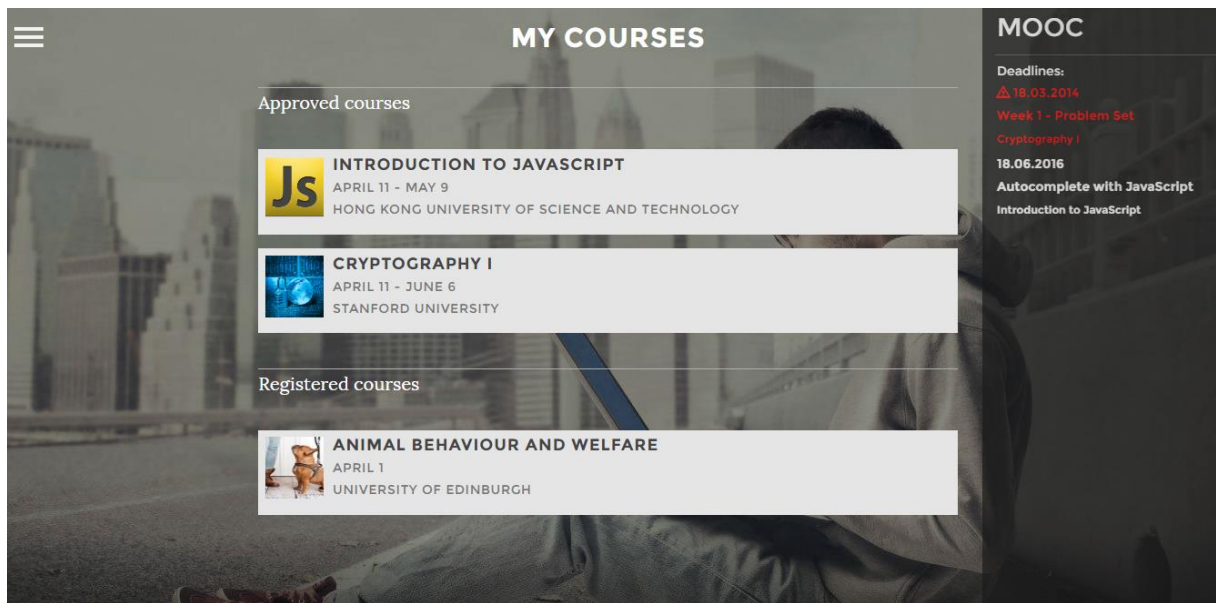 MY COURSES
Approved courses
Js
INTRODUCTION TO JAVASCRIPT
APRIL 11 - MAY 9
HONG KONG UNIVERSITY OF SCIENCE AND TECHNOLOGY
CRYPTOGRAPHY I
APRIL 11 - JUNE 6
STANFORD UNIVERSITY
Registered courses
ANIMAL BEHAVIOUR AND WELFARE
APRIL 1
UNIVERSITY OF EDINBURGH
MOOC
Deadlines:
18.03.2014
Week 1 - Problem Set
Cryptography I
18.06.2016
Autocomplete with JavaScript
Introduction to JavaScript